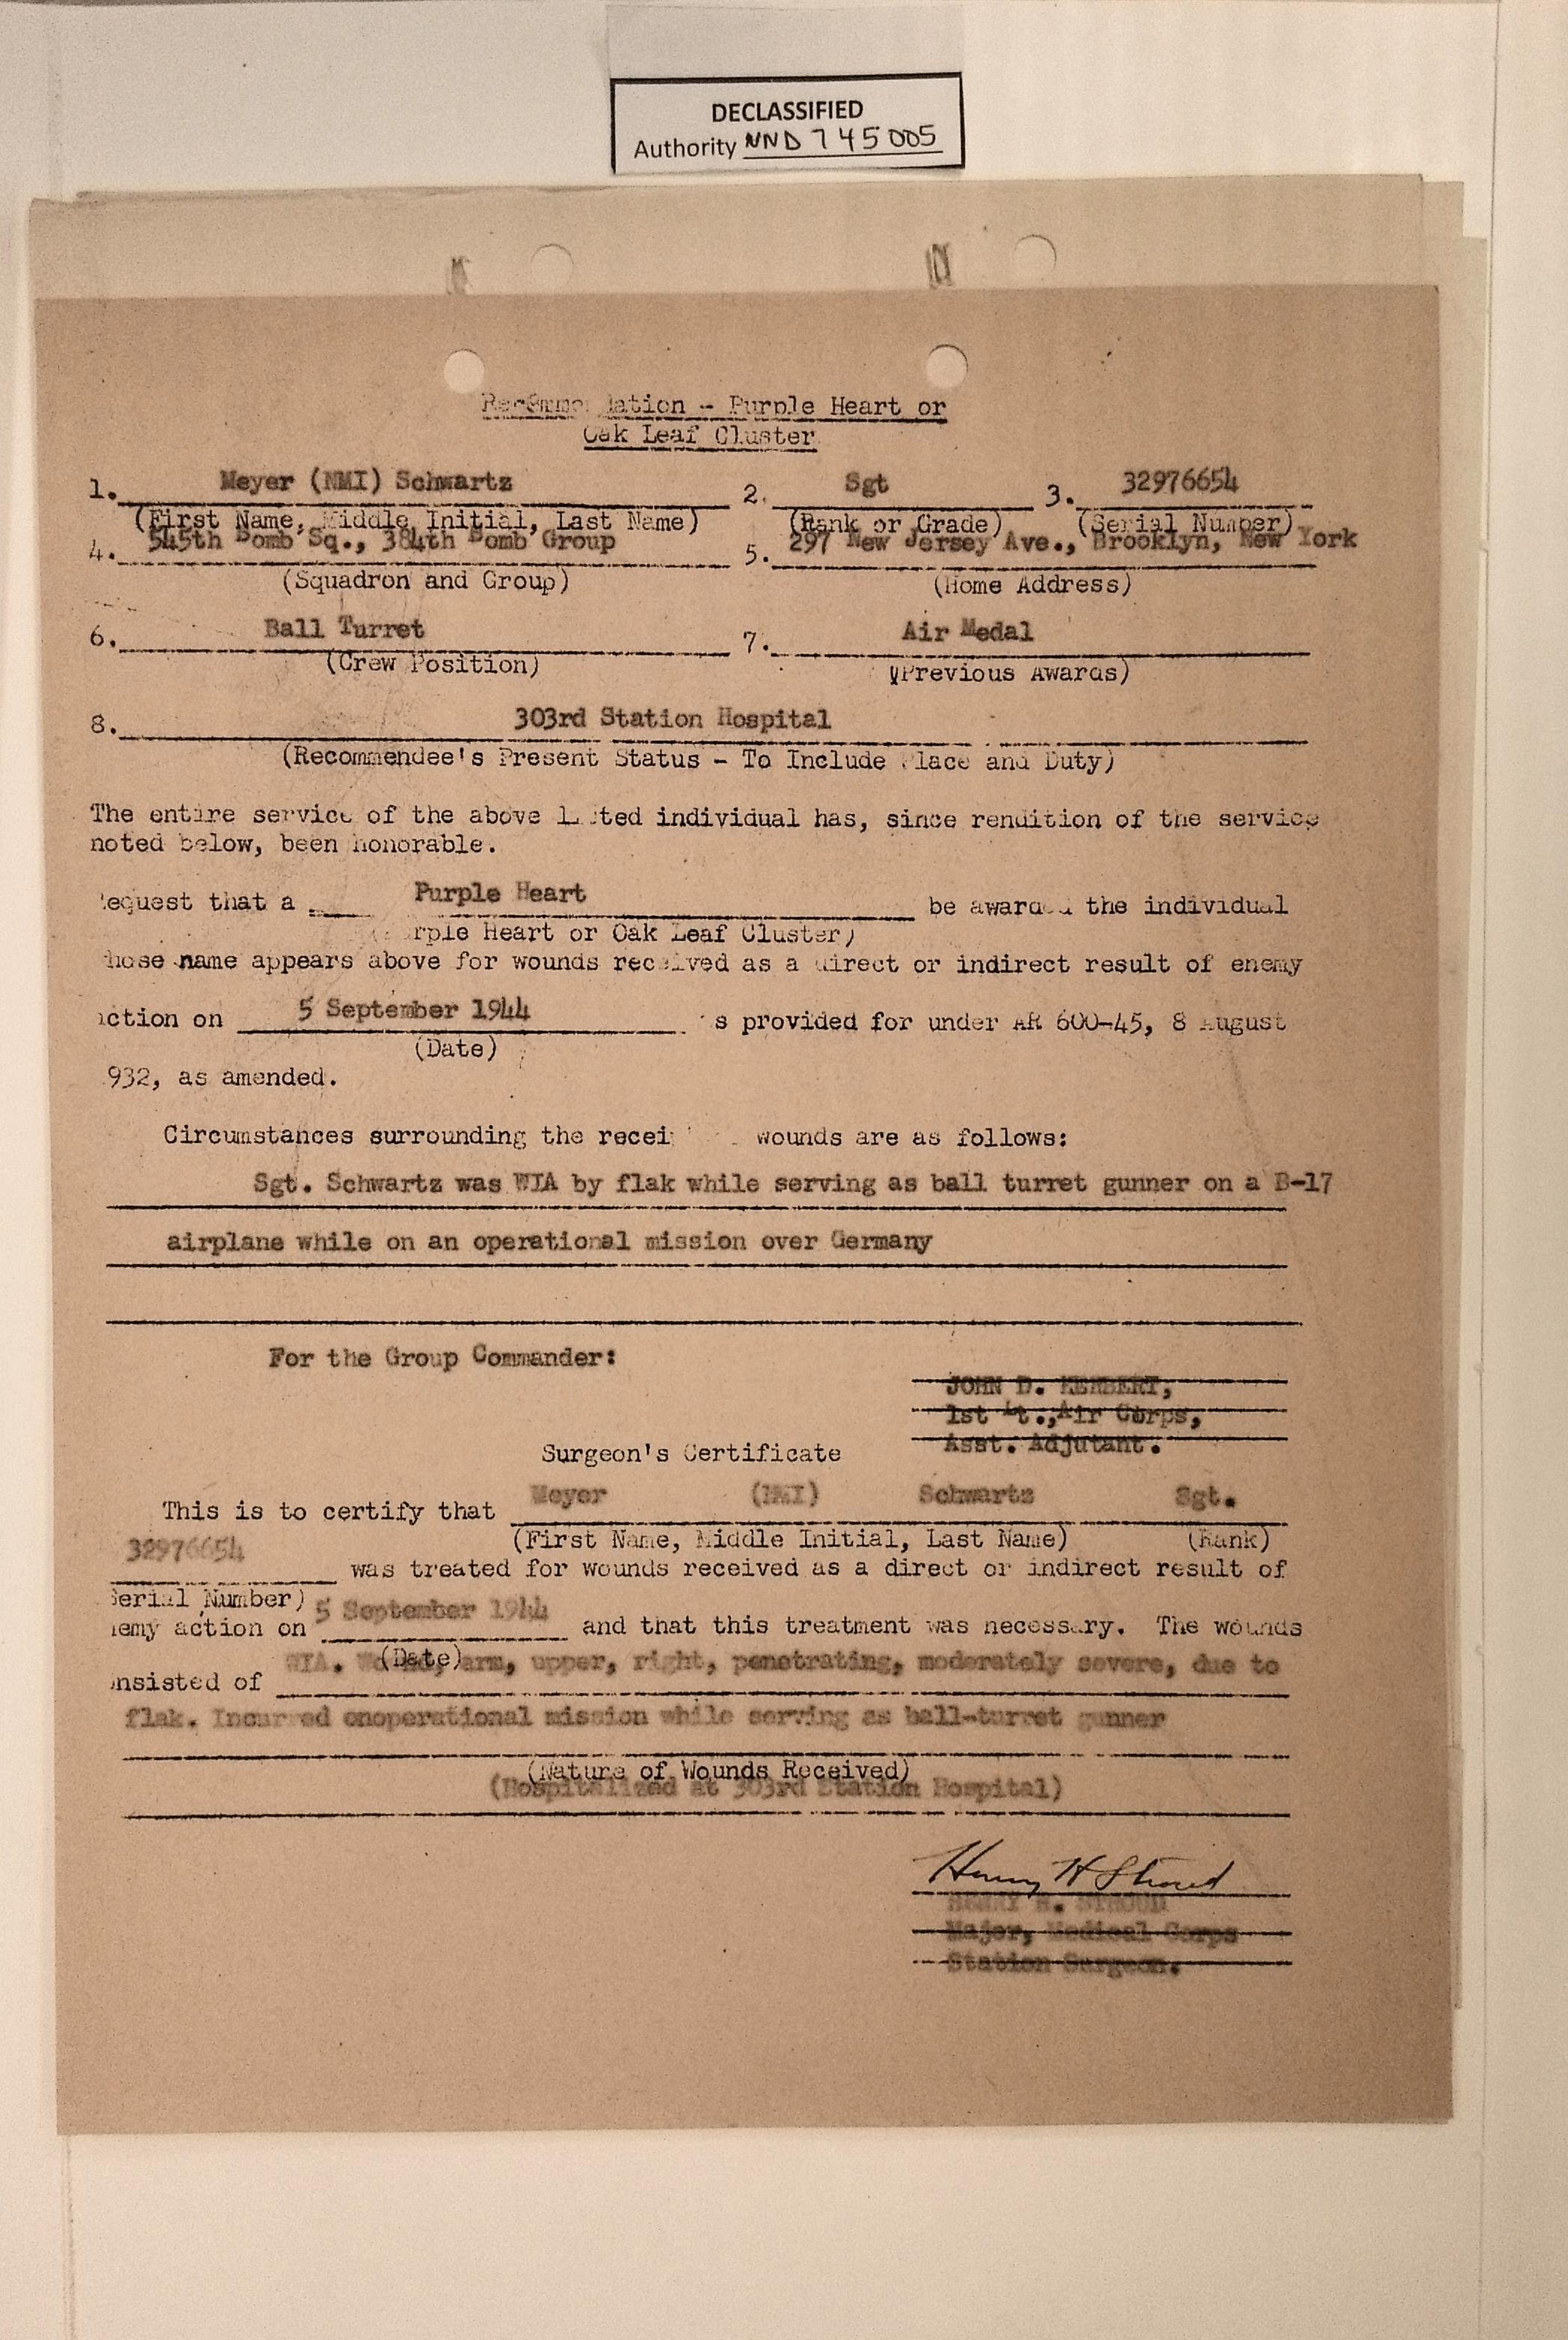 DECLASSIFIED
Authority NND 745005
Recommendation - Purple Heart or
Oak Leaf Cluster
1. Meyer (NMI) Schwartz 2. Sgt 3. 32976654
(First Name, Middle Initial, Last Name) (Rank or Grade) (Serial Number)
4. 545th Bomb Sq., 384th Bomb Group 5. 297 New Jersey Ave., Brooklyn, New York
(Squadron and Group) (Home Address)
6. Ball Turret 7. Air Medal
(Crew Position) (Previous Awards)
8. 303rd Station Hospital
(Recommendee's Present Status - To Include Place and Duty)
The entire service of the above listed individual has, since rendition of the service
noted below, been honorable.
equest that a Purple Heart be awarded the individual
(Purple Heart or Oak Leaf Cluster)
hose name appears above for wounds received as a direct or indirect result of enemy
ction on 5 September 1944 s provided for under AR 600-45, 8 August
(Date)
932, as amended.
Circumstances surrounding the recei wounds are as follows:
Sgt. Schwartz was WIA by flak while serving as ball turret gunner on a B-17
airplane while on an operational mission over Germany
For the Group Commander:
JOHN D.
1st Lt., Air Corps,
Asst. Adjutant.
Surgeon's Certificate
This is to certify that Meyer (NMI) Schwartz Sgt.
(First Name, Middle Initial, Last Name) (Rank)
32976654 was treated for wounds received as a direct or indirect result of
Serial Number)
emy action on 5 September 1944 and that this treatment was necessary. The wounds
(Date)
nsisted of WIA. Wound, arm, upper, right, penetrating, moderately severe, due to
flak. Incurred onoperational mission while serving as ball-turret gunner
(Nature of Wounds Received)
(Hospitalized at 303rd Station Hospital)
Henry H Stroud
HENRY H. STROUD
Major, Medical Corps
Station Surgeon.